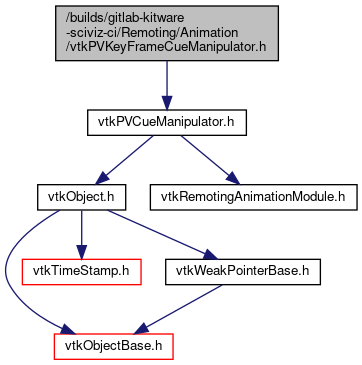 /builds/gitlab-kitware
-sciviz-ci/Remoting/Animation
/vtkPVKeyFrameCueManipulator.h
vtkPVCueManipulator.h
vtkObject.h
vtkRemotingAnimationModule.h
vtkTimeStamp.h
vtkWeakPointerBase.h
vtkObjectBase.h